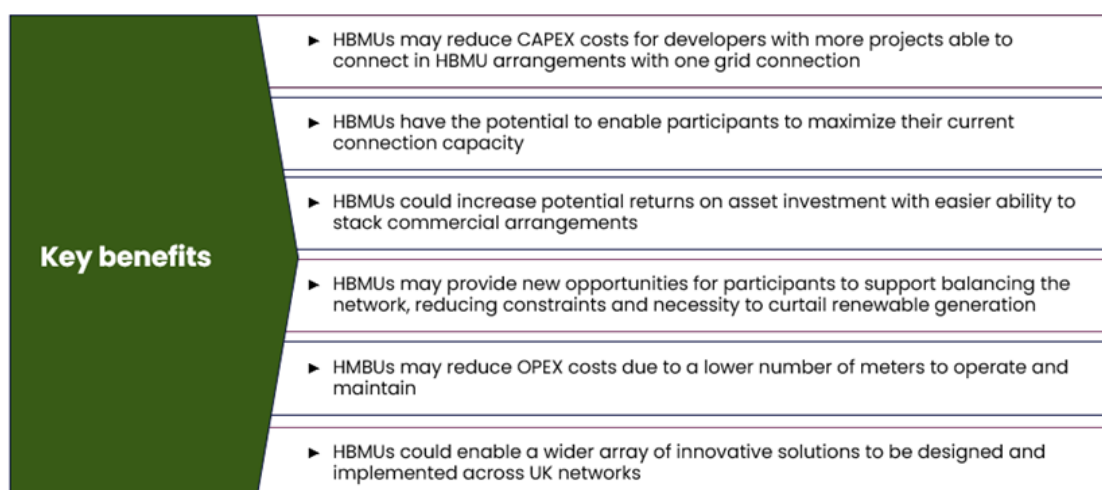 Key benefits
► HBMUs may reduce CAPEX costs for developers with more projects able to
connect in HBMU arrangements with one grid connection
► HBMUs have the potential to enable participants to maximize their current
connection capacity
► HBMUs could increase potential returns on asset investment with easier ability to
stack commercial arrangements
► HBMUs may provide new opportunities for participants to support balancing the
network, reducing constraints and necessity to curtail renewable generation
► HMBUs may reduce OPEX costs due to a lower number of meters to operate and
maintain
► HBMUs could enable a wider array of innovative solutions to be designed and
implemented across UK networks